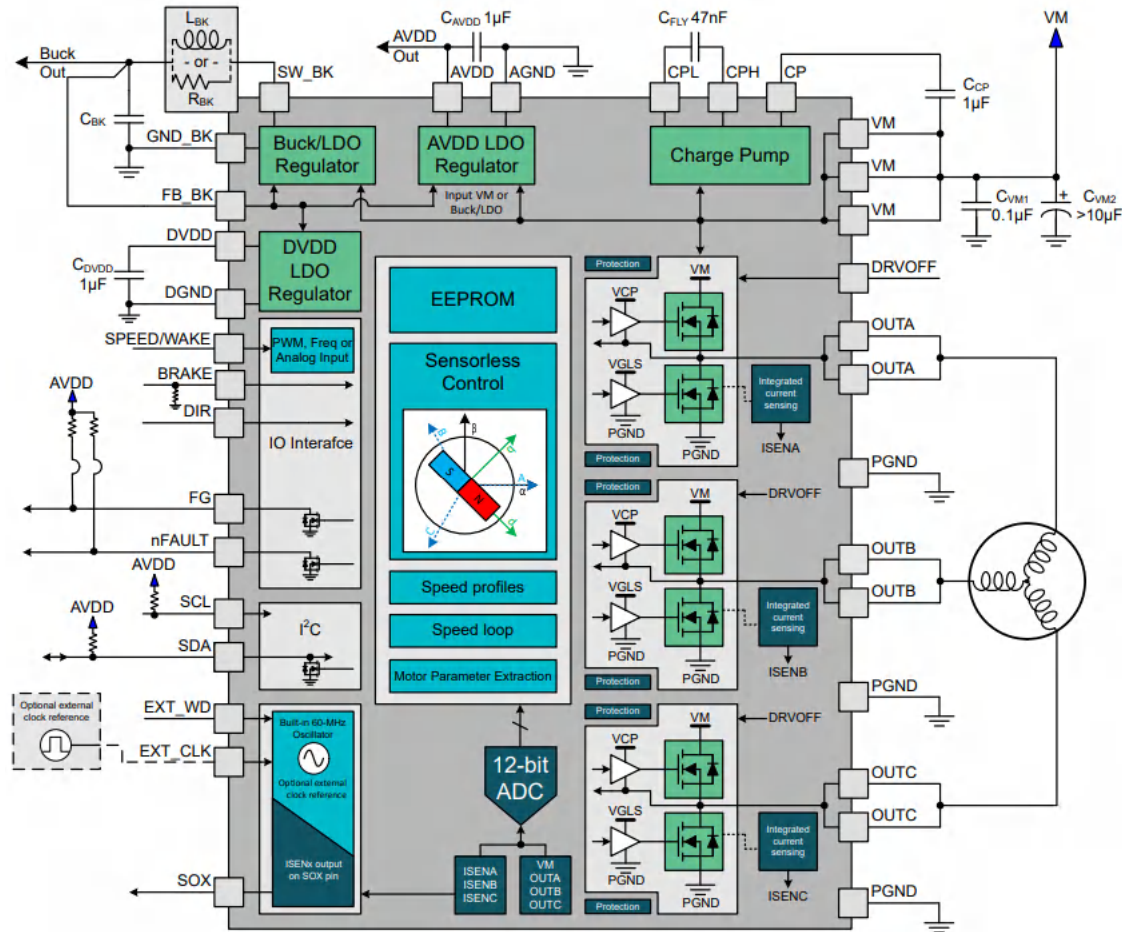 L_BK
- or -
R_BK
Buck
Out
SW_BK
C_BK
GND_BK
FB_BK
C_AVDD 1µF
AVDD
Out
AVDD
AGND
C_FLY 47nF
CPL
CPH
CP
C_CP
1µF
VM
VM
VM
VM
C_VM1
0.1µF
+
C_VM2
>10µF
Buck/LDO
Regulator
AVDD LDO
Regulator
Charge Pump
Input VM or
Buck/LDO
DVDD
C_DVDD
1µF
DGND
DVDD
LDO
Regulator
SPEED/WAKE
PWM, Freq or
Analog Input
AVDD
BRAKE
DIR
IO Interafce
FG
nFAULT
AVDD
SCL
AVDD
SDA
I²C
Optional external
clock reference
EXT_WD
EXT_CLK
Built-in 60-MHz
Oscillator
Optional external
clock reference
ISENx output
on SOX pin
SOX
EEPROM
Sensorless
Control
β
B
q
A
α
S
N
C
d
Speed profiles
Speed loop
Motor Parameter Extraction
12-bit
ADC
ISENA
ISENB
ISENC
VM
OUTA
OUTB
OUTC
Protection
VM
DRVOFF
VCP
VGLS
PGND
PGND
Integrated
current
sensing
ISENA
Protection
OUTA
OUTA
PGND
Protection
VM
DRVOFF
VCP
VGLS
PGND
PGND
Integrated
current
sensing
ISENB
Protection
OUTB
OUTB
PGND
Protection
VM
DRVOFF
VCP
VGLS
PGND
PGND
Integrated
current
sensing
ISENC
Protection
OUTC
OUTC
PGND